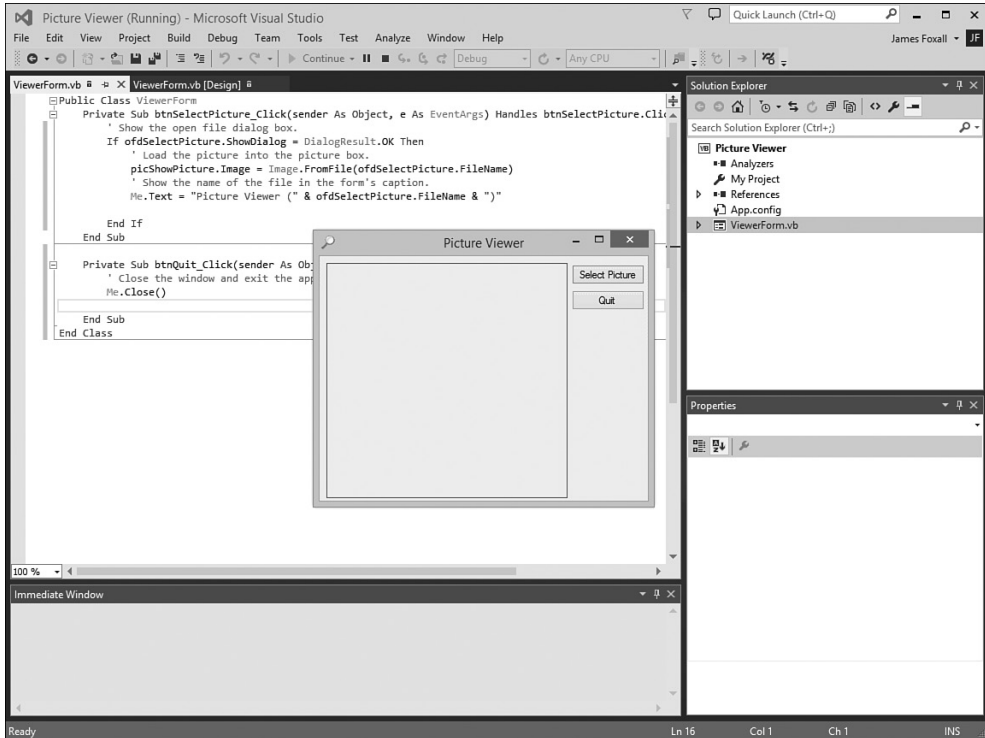 Picture Viewer (Running) - Microsoft Visual Studio
Quick Launch (Ctrl+Q)
File Edit View Project Build Debug Team Tools Test Analyze Window Help
James Foxall JF
Continue Debug Any CPU
ViewerForm.vb ViewerForm.vb [Design]
Public Class ViewerForm
Private Sub btnSelectPicture_Click(sender As Object, e As EventArgs) Handles btnSelectPicture.Clic
' Show the open file dialog box.
If ofdSelectPicture.ShowDialog = DialogResult.OK Then
' Load the picture into the picture box.
picShowPicture.Image = Image.FromFile(ofdSelectPicture.FileName)
' Show the name of the file in the form's caption.
Me.Text = "Picture Viewer (" & ofdSelectPicture.FileName & ")"
End If
End Sub
Private Sub btnQuit_Click(sender As Obj
' Close the window and exit the app
Me.Close()
End Sub
End Class
Picture Viewer
Select Picture
Quit
100 %
Immediate Window
Solution Explorer
Search Solution Explorer (Ctrl+;)
VB Picture Viewer
Analyzers
My Project
References
App.config
ViewerForm.vb
Properties
Ready Ln 16 Col 1 Ch 1 INS